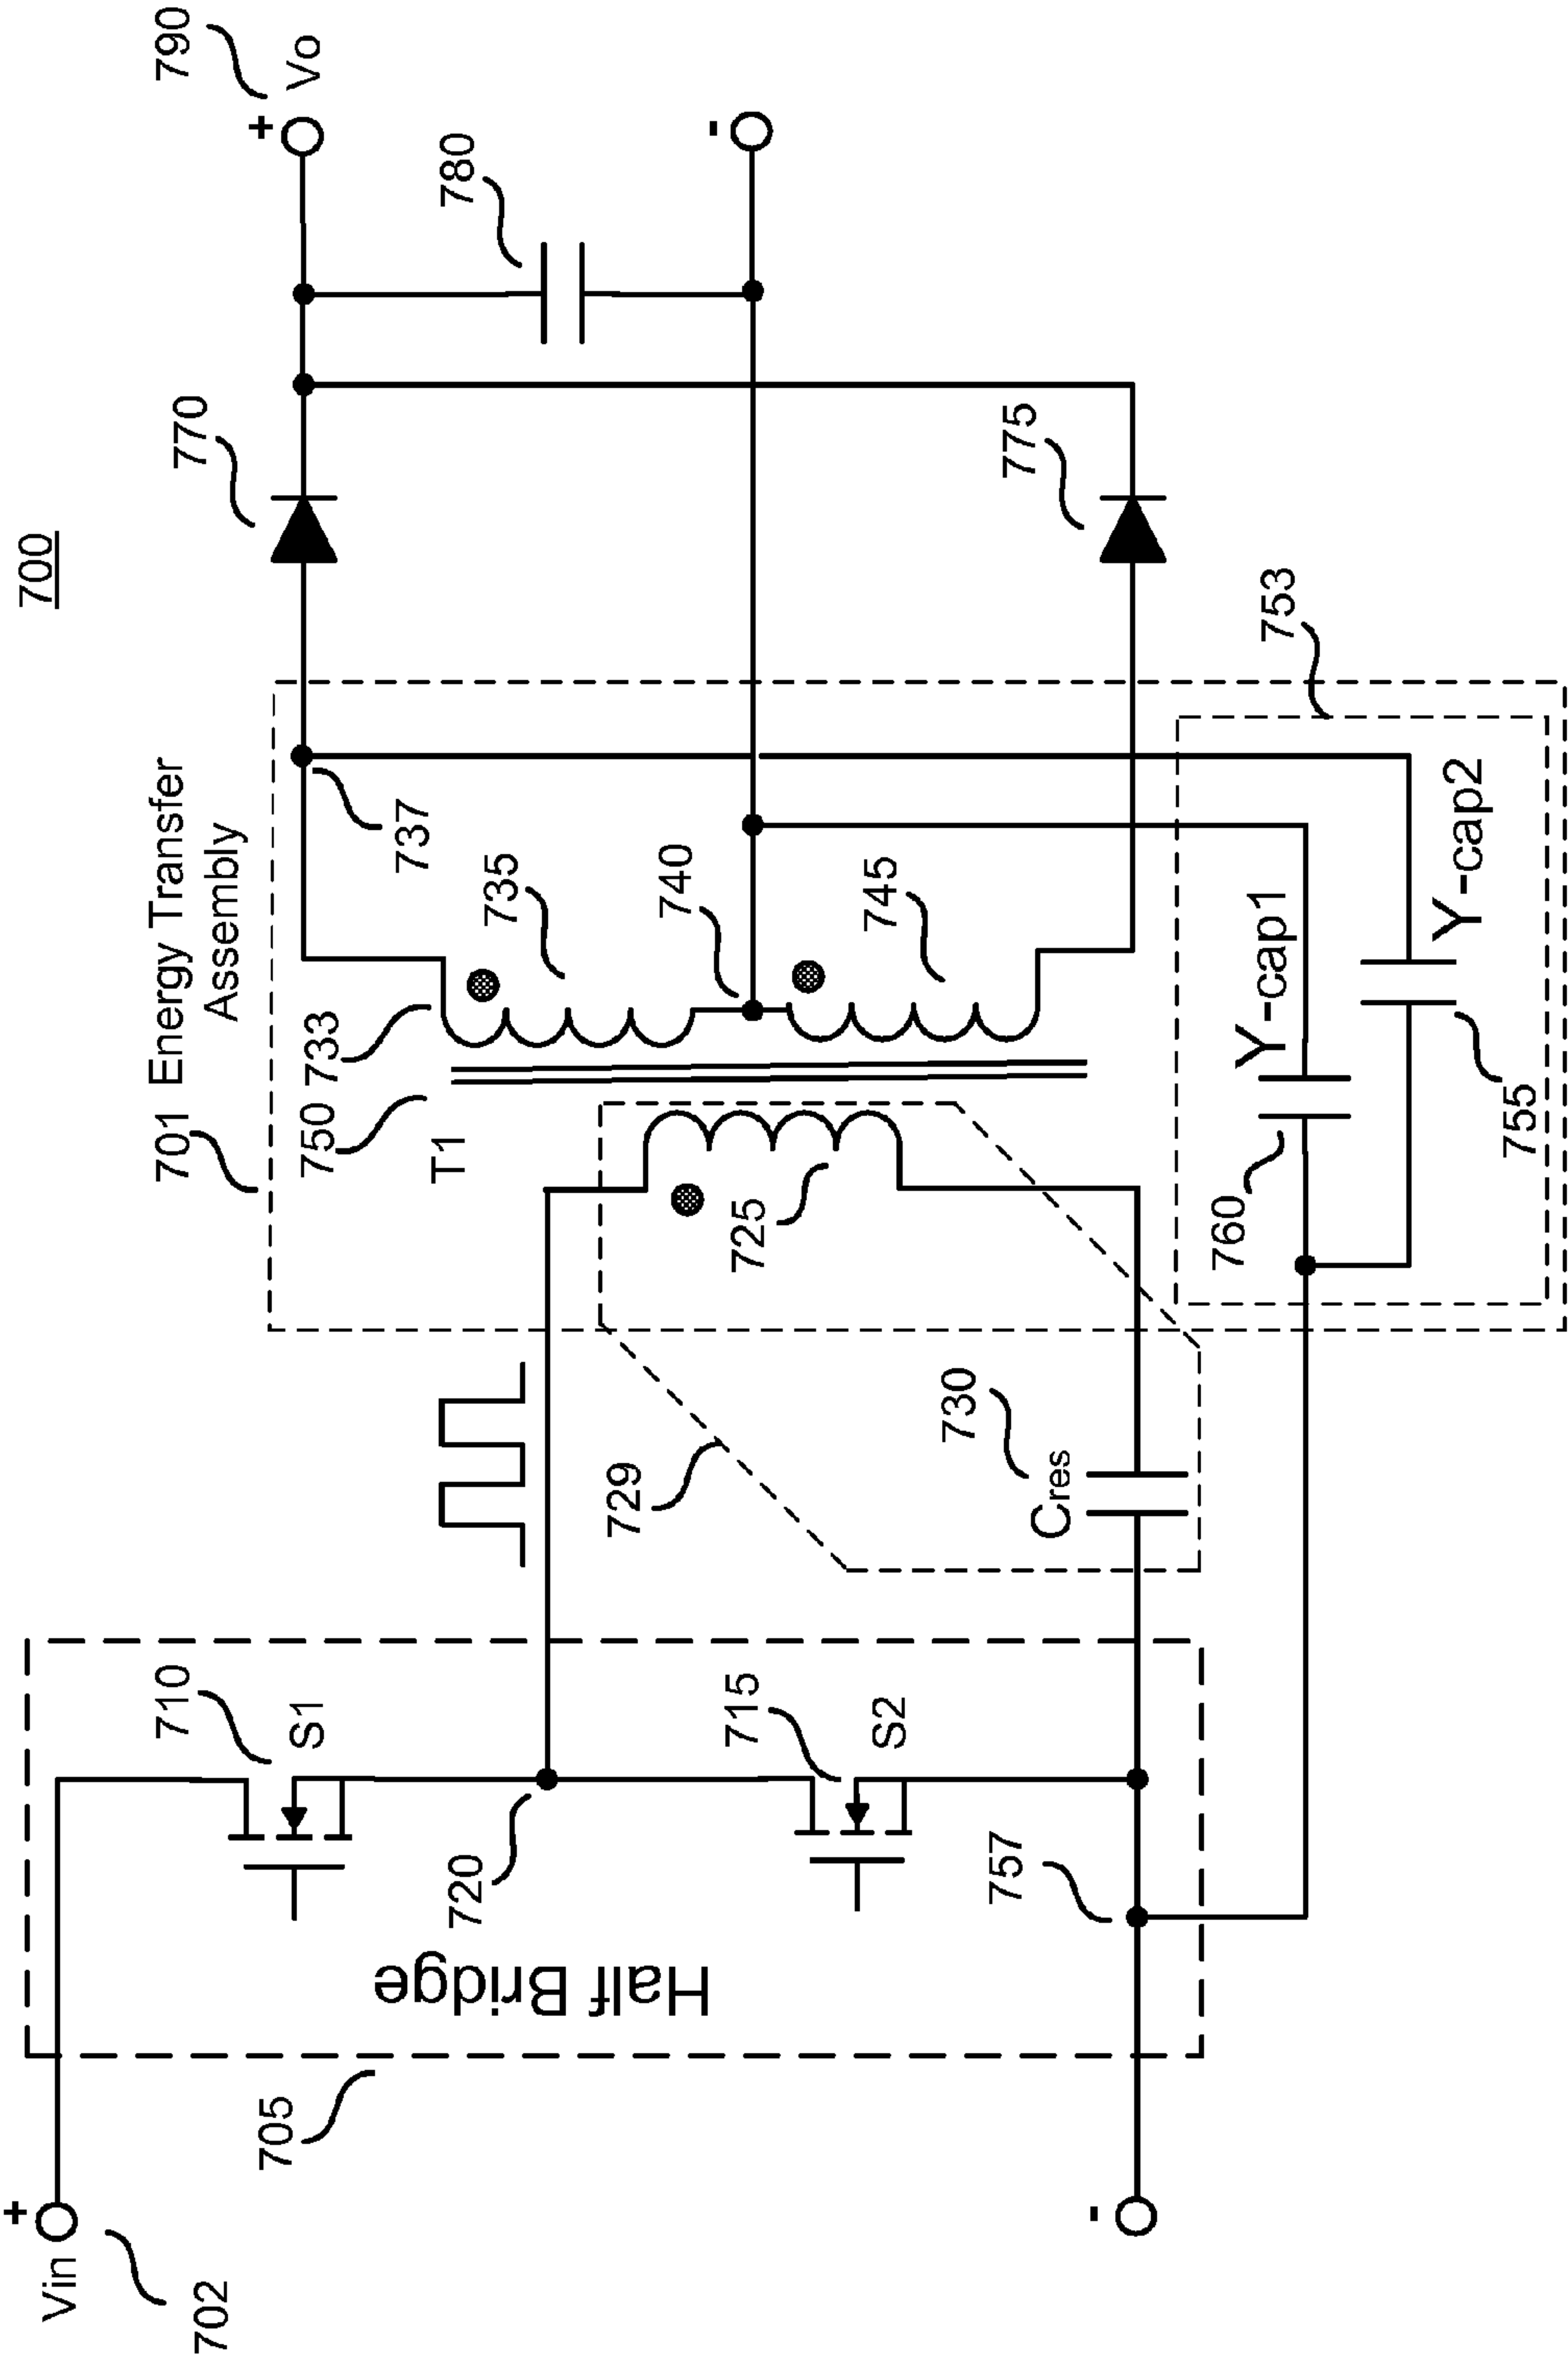 700
+
Vin
702
705
Half Bridge
710
S1
720
715
S2
757
729
Cres
730
701 Energy Transfer
Assembly
750
733
T1
725
735
737
740
745
753
760
Y-cap1
755
Y-cap2
770
775
780
790
+
Vo
-
-